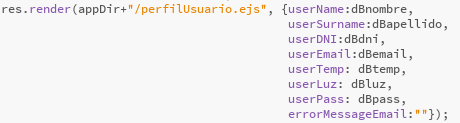 res.render(appDir+"/perfilUsuario.ejs", {userName:dBnombre,
userSurname:dBapellido,
userDNI:dBdni,
userEmail:dBemail,
userTemp: dBtemp,
userLuz: dBluz,
userPass: dBpass,
errorMessageEmail:""});